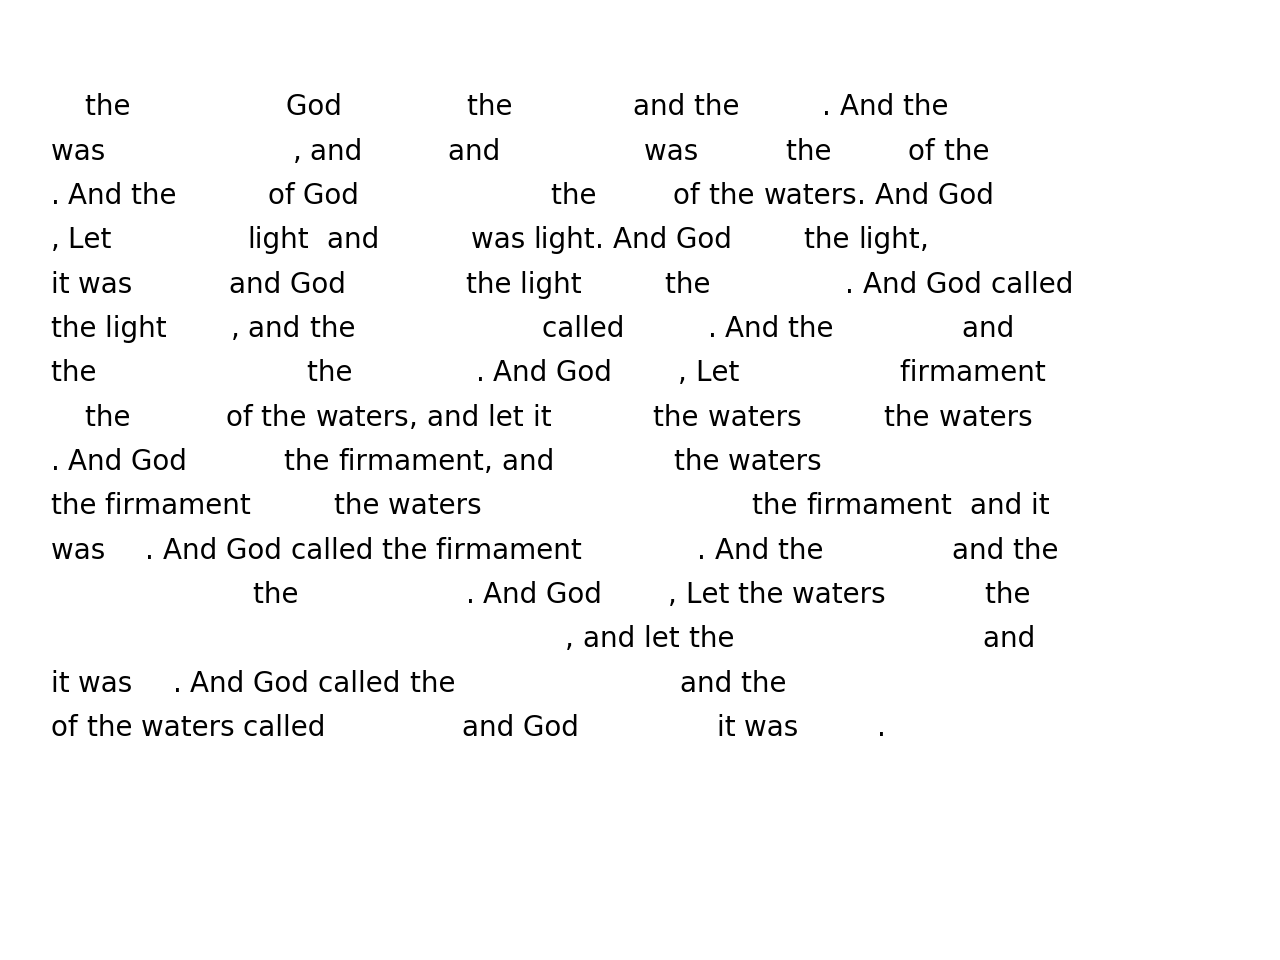 the God the and the . And the
was , and and was the of the
. And the of God the of the waters. And God
, Let light and was light. And God the light,
it was and God the light the . And God called
the light , and the called . And the and
the the . And God , Let firmament
the of the waters, and let it the waters the waters
. And God the firmament, and the waters
the firmament the waters the firmament and it
was . And God called the firmament . And the and the
the . And God , Let the waters the
, and let the and
it was . And God called the and the
of the waters called and God it was .